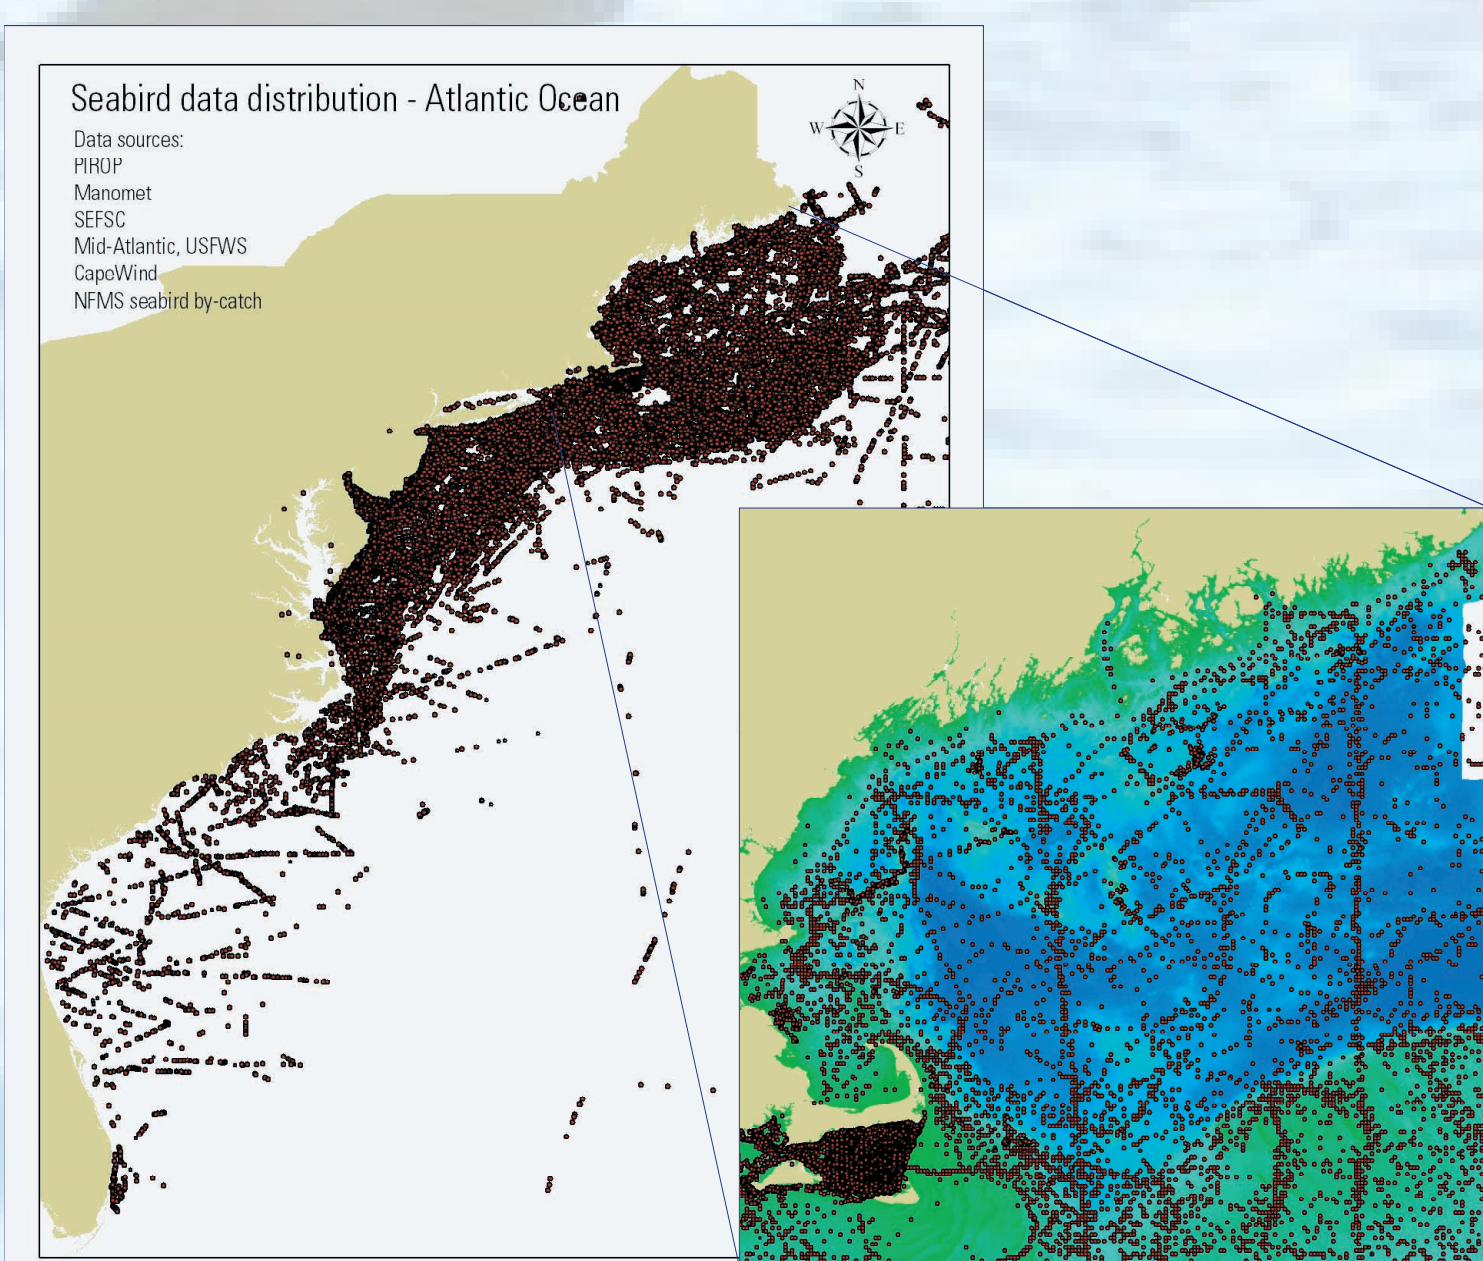 Seabird data distribution - Atlantic Ocean
Data sources:
PIROP
Manomet
SEFSC
Mid-Atlantic, USFWS
CapeWind
NFMS seabird by-catch
N
W E
S